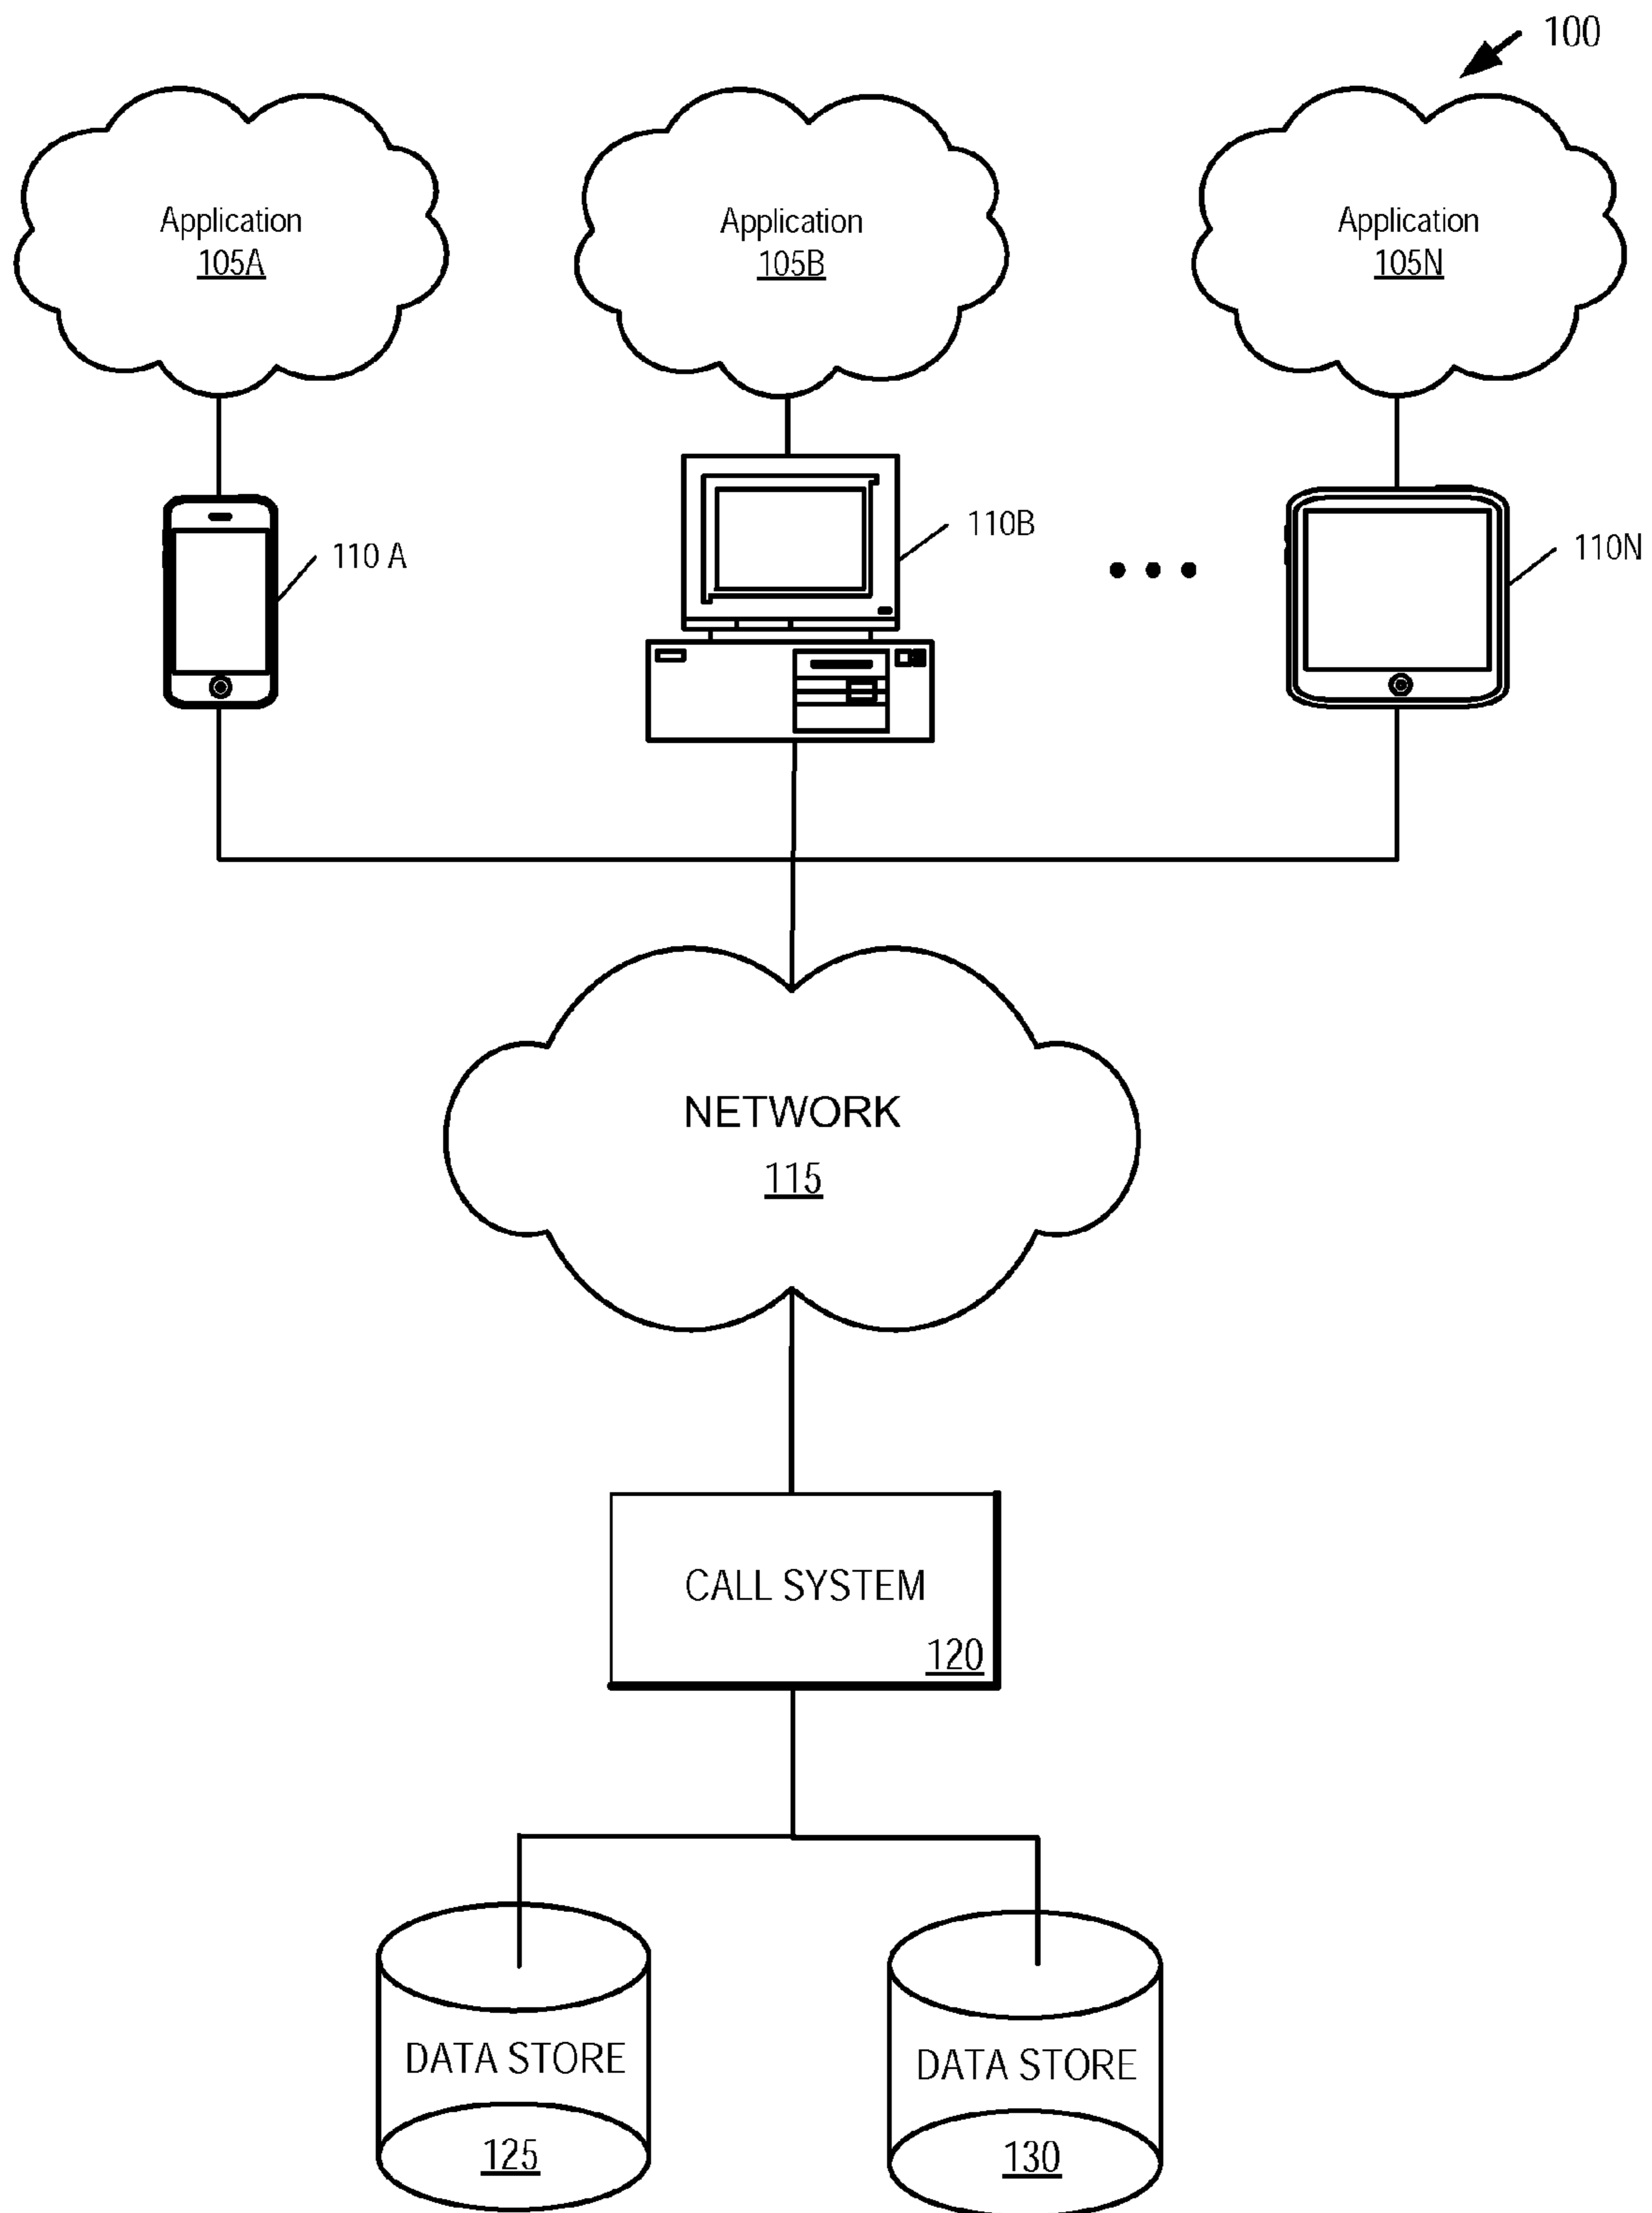 100
Application
105A
Application
105B
Application
105N
110 A
110B
110N
NETWORK
115
CALL SYSTEM
120
DATA STORE
125
DATA STORE
130